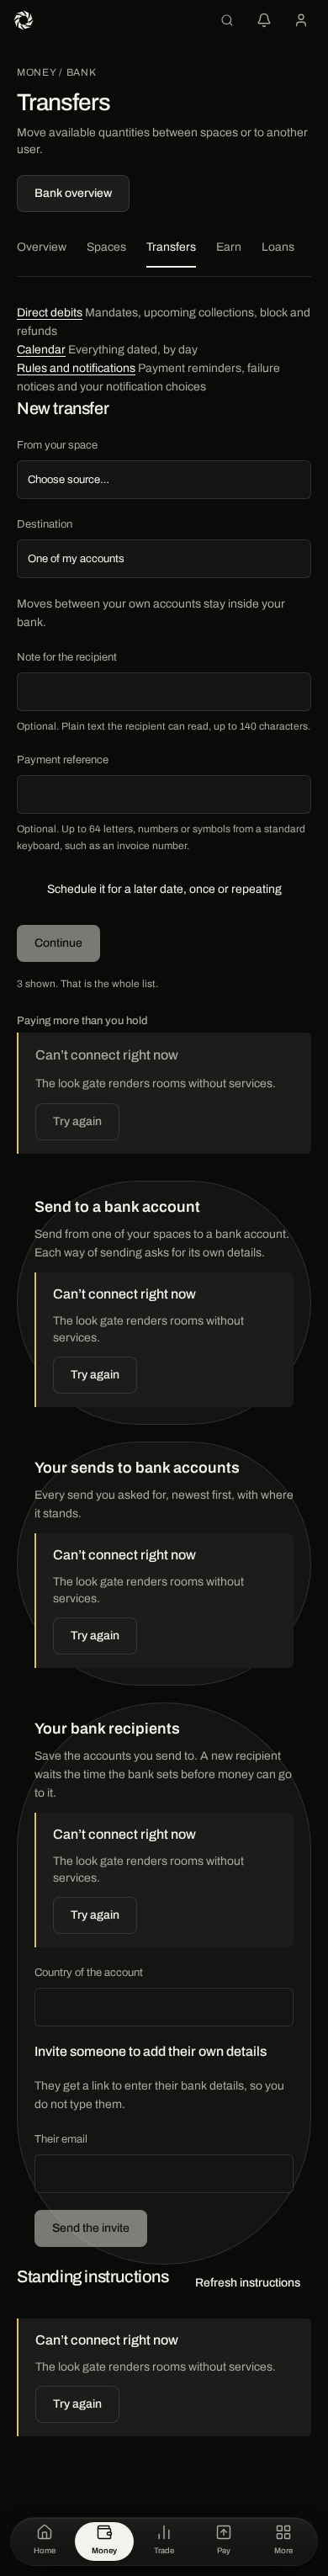 MONEY / BANK
Transfers
Move available quantities between spaces or to another
user.
Bank overview
Overview Spaces Transfers Earn Loans
Direct debits Mandates, upcoming collections, block and
refunds
Calendar Everything dated, by day
Rules and notifications Payment reminders, failure
notices and your notification choices
New transfer
From your space
Choose source...
Destination
One of my accounts
Moves between your own accounts stay inside your
bank.
Note for the recipient
Optional. Plain text the recipient can read, up to 140 characters.
Payment reference
Optional. Up to 64 letters, numbers or symbols from a standard
keyboard, such as an invoice number.
Schedule it for a later date, once or repeating
Continue
3 shown. That is the whole list.
Paying more than you hold
Can't connect right now
The look gate renders rooms without services.
Try again
Send to a bank account
Send from one of your spaces to a bank account.
Each way of sending asks for its own details.
Can't connect right now
The look gate renders rooms without
services.
Try again
Your sends to bank accounts
Every send you asked for, newest first, with where
it stands.
Can't connect right now
The look gate renders rooms without
services.
Try again
Your bank recipients
Save the accounts you send to. A new recipient
waits the time the bank sets before money can go
to it.
Can't connect right now
The look gate renders rooms without
services.
Try again
Country of the account
Invite someone to add their own details
They get a link to enter their bank details, so you
do not type them.
Their email
Send the invite
Standing instructions Refresh instructions
Can't connect right now
The look gate renders rooms without services.
Try again
Home Money Trade Pay More